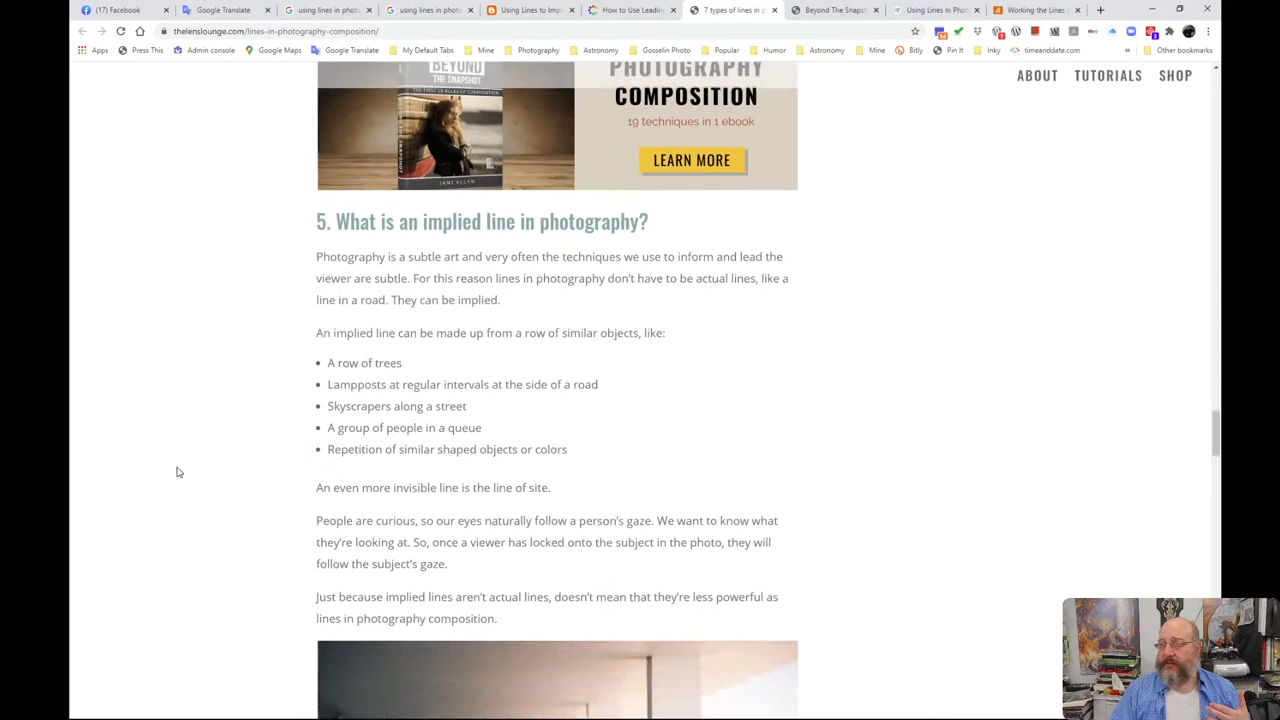 (17) Facebook
Google Translate
using lines in photo
using lines in photo
Using Lines to Imp
How to Use Leading
7 types of lines in p
Beyond The Snapsh
Using Lines In Phot
Working the Lines
thelenslounge.com/lines-in-photography-composition/
Apps
Press This
Admin console
Google Maps
Google Translate
My Default Tabs
Mine
Photography
Astronomy
Gosselin Photo
Popular
Humor
Astronomy
Mine
Bitly
Pin It
Inky
timeanddate.com
»
Other bookmarks
ABOUT TUTORIALS SHOP
BEYOND
THE SNAPSHOT
JANE ALLAN
PHOTOGRAPHY
COMPOSITION
19 techniques in 1 ebook
LEARN MORE
5. What is an implied line in photography?
Photography is a subtle art and very often the techniques we use to inform and lead the
viewer are subtle. For this reason lines in photography don't have to be actual lines, like a
line in a road. They can be implied.
An implied line can be made up from a row of similar objects, like:
• A row of trees
• Lampposts at regular intervals at the side of a road
• Skyscrapers along a street
• A group of people in a queue
• Repetition of similar shaped objects or colors
An even more invisible line is the line of site.
People are curious, so our eyes naturally follow a person's gaze. We want to know what
they're looking at. So, once a viewer has locked onto the subject in the photo, they will
follow the subject's gaze.
Just because implied lines aren't actual lines, doesn't mean that they're less powerful as
lines in photography composition.